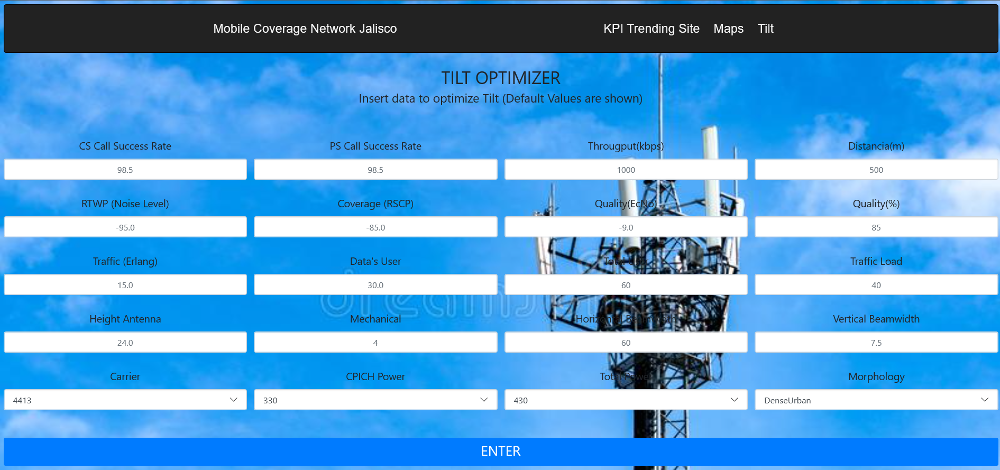 Mobile Coverage Network Jalisco KPI Trending Site Maps Tilt
TILT OPTIMIZER
Insert data to optimize Tilt (Default Values are shown)
CS Call Success Rate PS Call Success Rate Througput(kbps) Distancia(m)
98.5 98.5 1000 500
RTWP (Noise Level) Coverage (RSCP) Quality(EcNo) Quality(%)
-95.0 -85.0 -9.0 85
Traffic (Erlang) Data's User Total User Traffic Load
15.0 30.0 60 40
Height Antenna Mechanical Horizontal Beamwidth Vertical Beamwidth
24.0 4 60 7.5
Carrier CPICH Power Total Power Morphology
4413 330 430 DenseUrban
ENTER